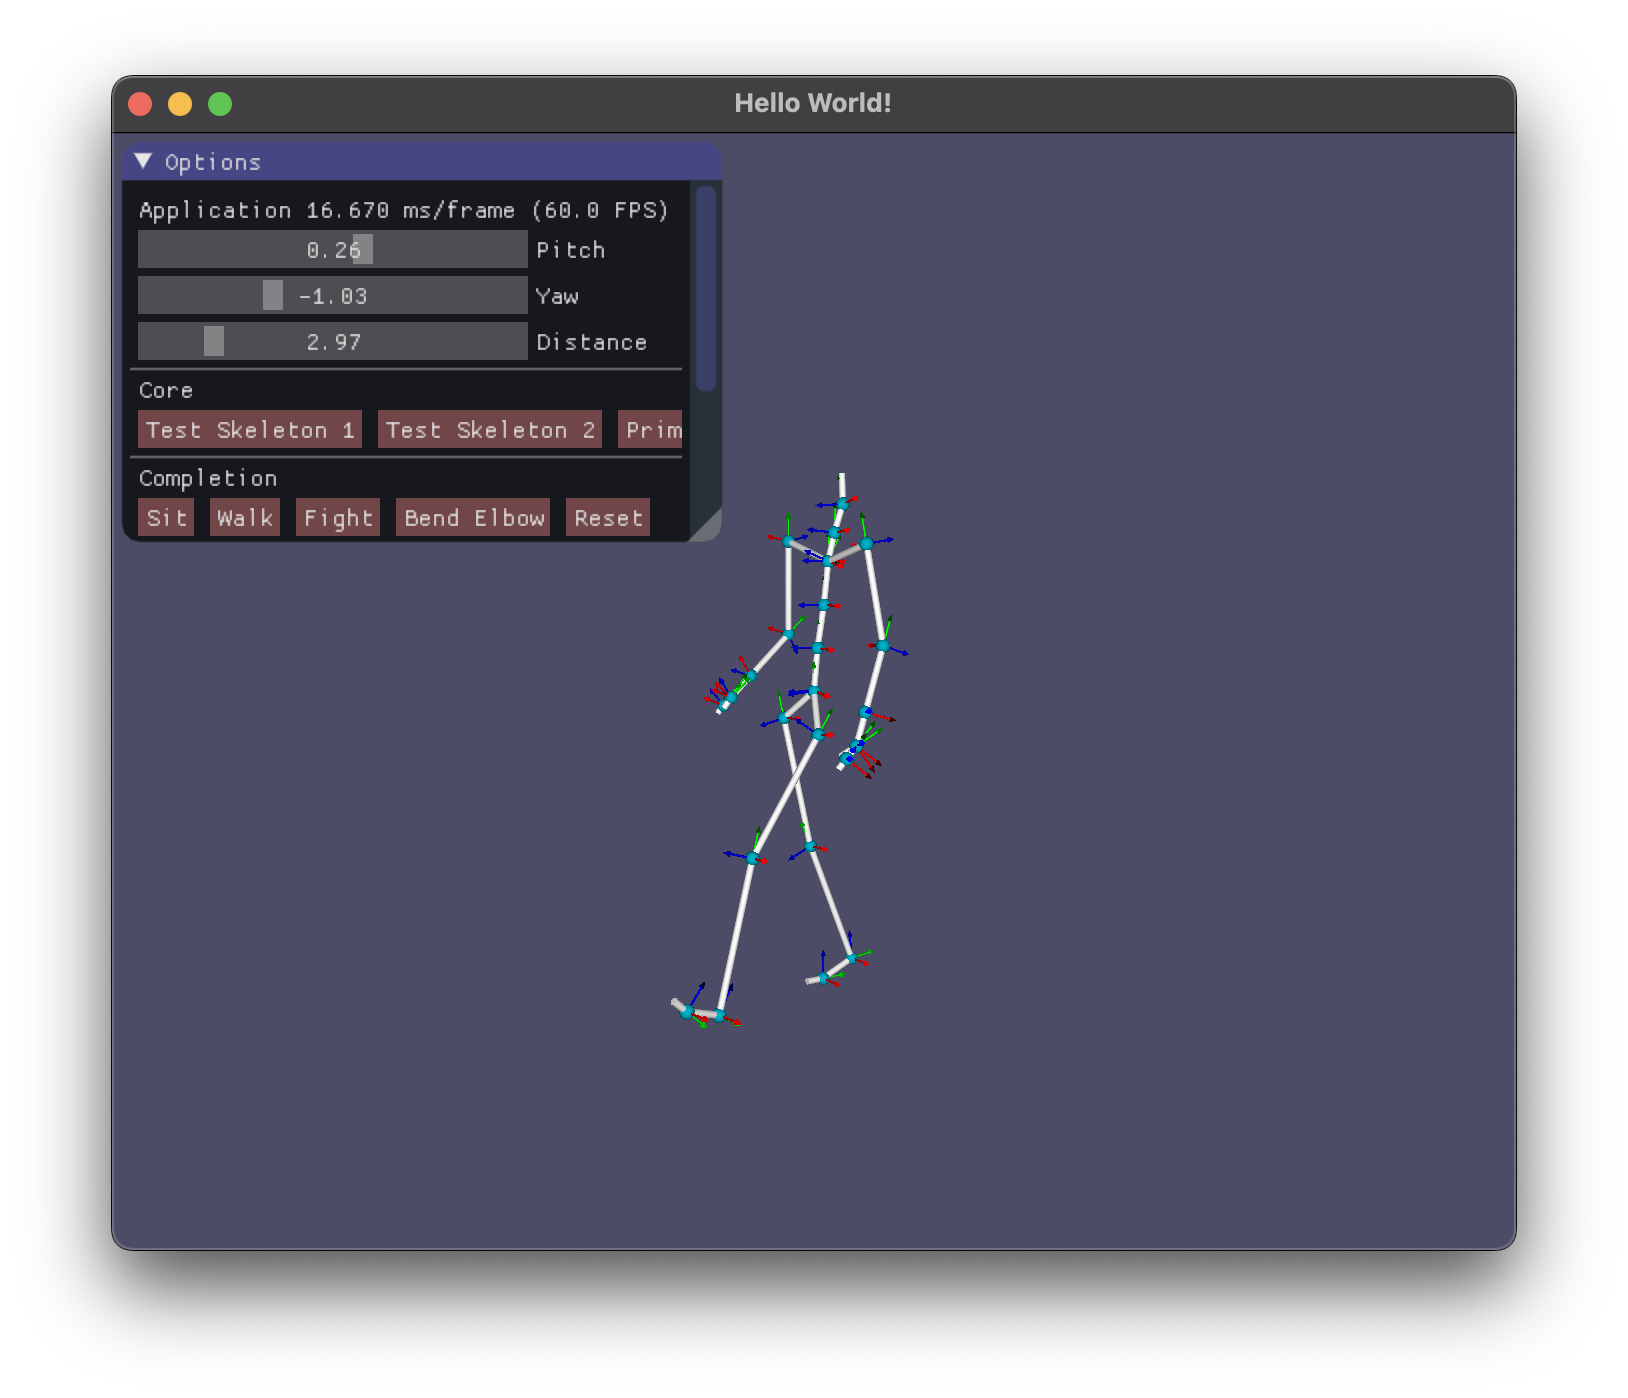 Hello World!
Options
Application 16.670 ms/frame (60.0 FPS)
0.26 Pitch
-1.03 Yaw
2.97 Distance
Core
Test Skeleton 1 Test Skeleton 2 Prim
Completion
Sit Walk Fight Bend Elbow Reset